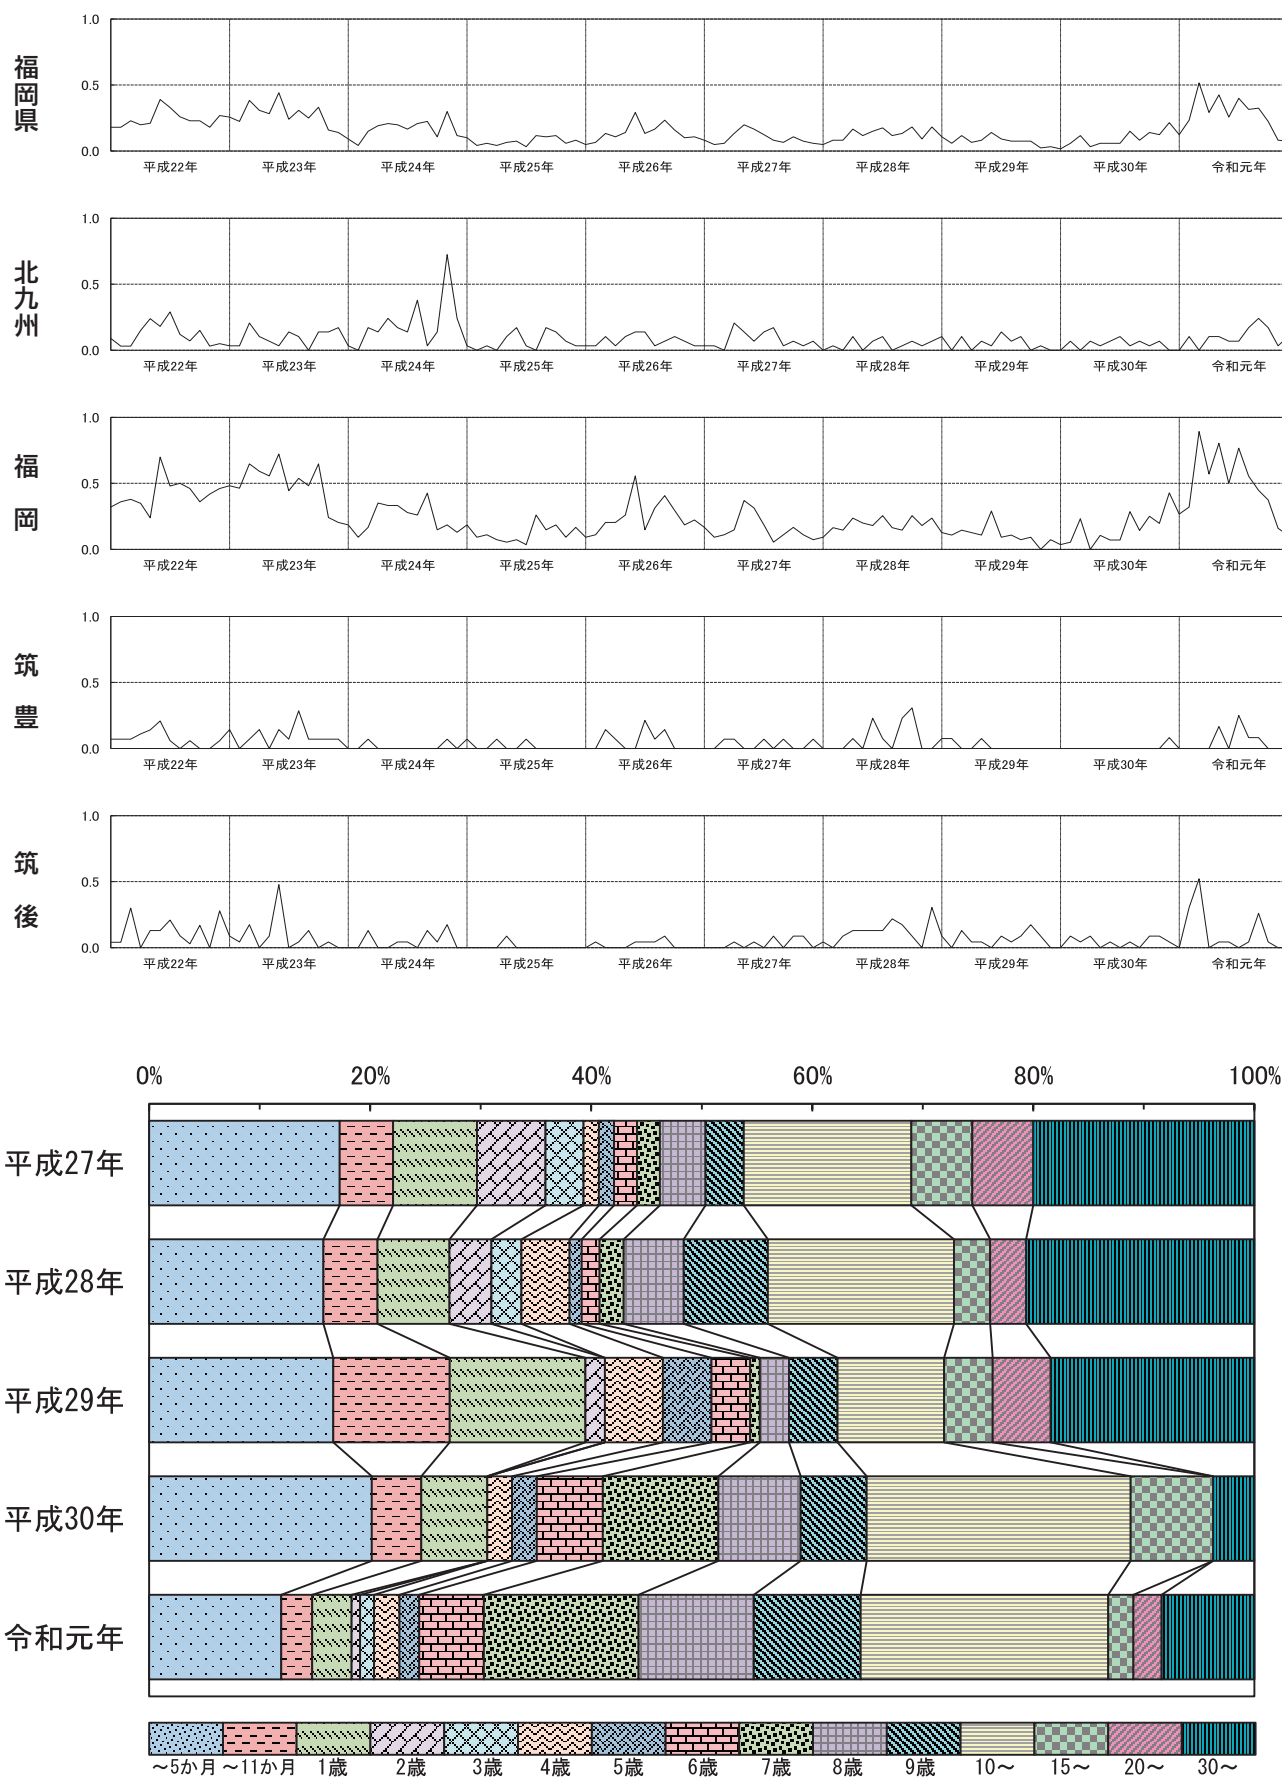 福岡県
1.0
0.5
0.0
平成22年 平成23年 平成24年 平成25年 平成26年 平成27年 平成28年 平成29年 平成30年 令和元年
北九州
1.0
0.5
0.0
平成22年 平成23年 平成24年 平成25年 平成26年 平成27年 平成28年 平成29年 平成30年 令和元年
福岡
1.0
0.5
0.0
平成22年 平成23年 平成24年 平成25年 平成26年 平成27年 平成28年 平成29年 平成30年 令和元年
筑豊
1.0
0.5
0.0
平成22年 平成23年 平成24年 平成25年 平成26年 平成27年 平成28年 平成29年 平成30年 令和元年
筑後
1.0
0.5
0.0
平成22年 平成23年 平成24年 平成25年 平成26年 平成27年 平成28年 平成29年 平成30年 令和元年
0% 20% 40% 60% 80% 100%
平成27年
平成28年
平成29年
平成30年
令和元年
～5か月 ～11か月 1歳 2歳 3歳 4歳 5歳 6歳 7歳 8歳 9歳 10～ 15～ 20～ 30～